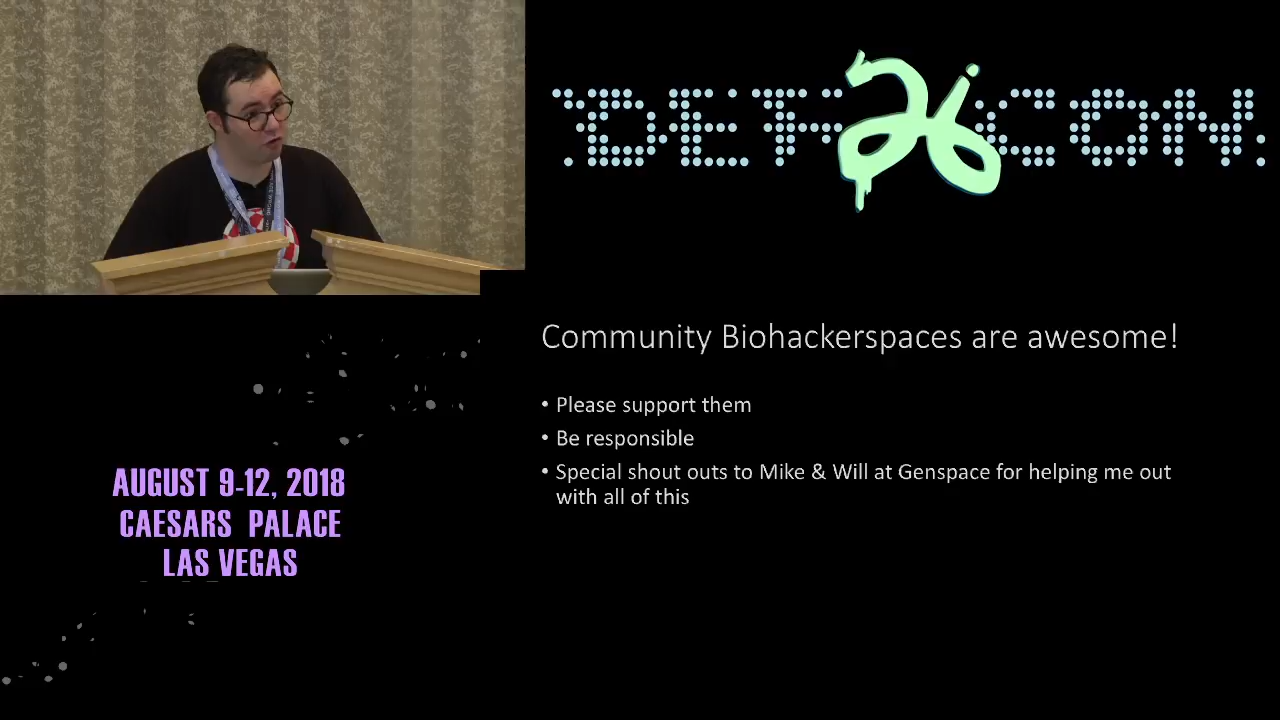 DEF 26 CON
Community Biohackerspaces are awesome!
• Please support them
• Be responsible
• Special shout outs to Mike & Will at Genspace for helping me out
with all of this
AUGUST 9-12, 2018
CAESARS PALACE
LAS VEGAS